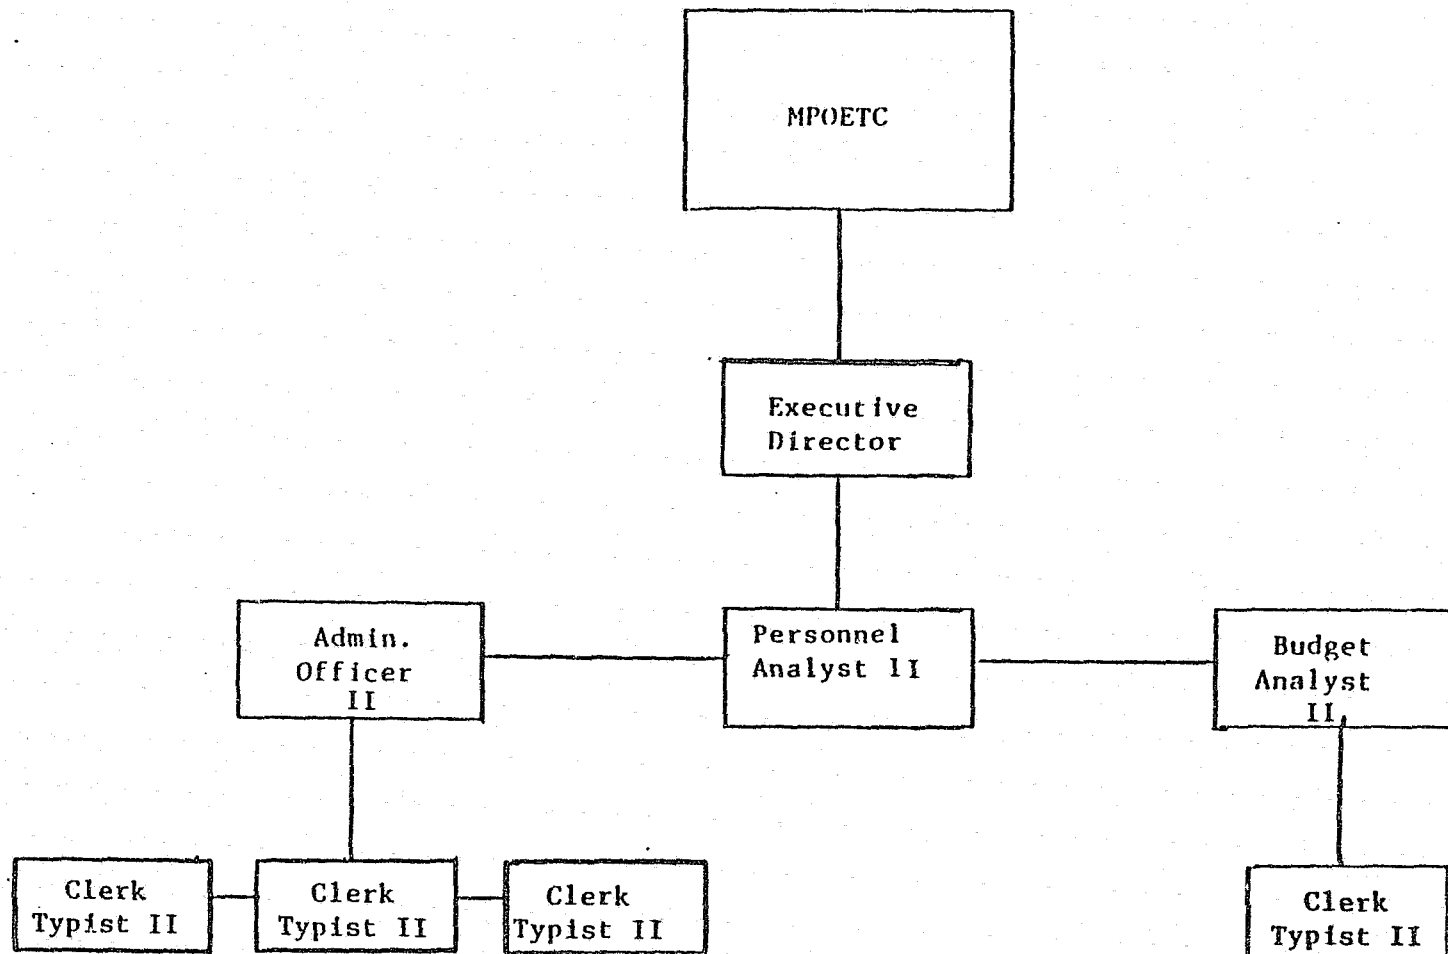 MPOETC
Executive
Director
Admin.
Officer
II
Personnel
Analyst II
Budget
Analyst
II
Clerk
Typist II
Clerk
Typist II
Clerk
Typist II
Clerk
Typist II